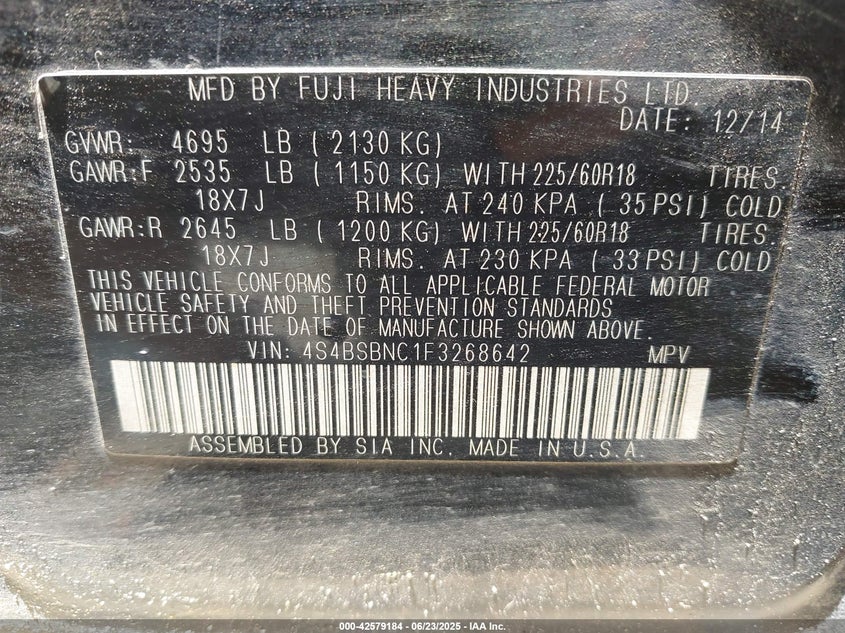 MFD BY FUJI HEAVY INDUSTRIES LTD.
DATE: 12/14
GVWR: 4695 LB ( 2130 KG)
GAWR:F 2535 LB ( 1150 KG) WITH 225/60R18 TIRES.
18X7J RIMS. AT 240 KPA ( 35 PSI) COLD
GAWR:R 2645 LB ( 1200 KG) WITH 225/60R18 TIRES.
18X7J RIMS. AT 230 KPA ( 33 PSI) COLD
THIS VEHICLE CONFORMS TO ALL APPLICABLE FEDERAL MOTOR
VEHICLE SAFETY AND THEFT PREVENTION STANDARDS
IN EFFECT ON THE DATE OF MANUFACTURE SHOWN ABOVE.
VIN: 4S4BSBNC1F3268642 MPV
ASSEMBLED BY SIA INC. MADE IN U.S.A.
000-42579184 - 06/23/2025 - IAA Inc.